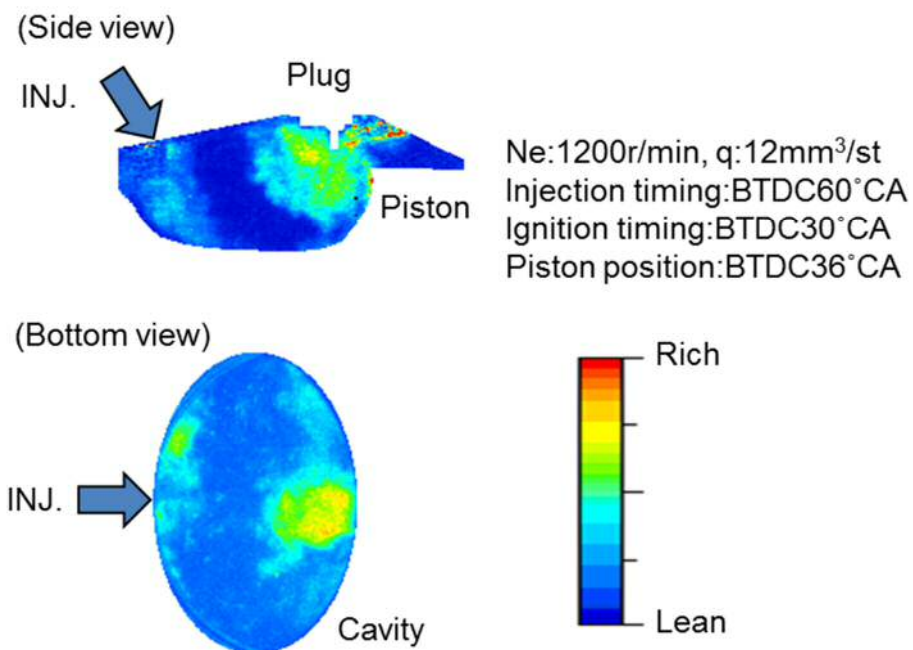 (Side view)
INJ.
Plug
Piston
Ne:1200r/min, q:12mm³/st
Injection timing:BTDC60˚CA
Ignition timing:BTDC30˚CA
Piston position:BTDC36˚CA
(Bottom view)
INJ.
Cavity
Rich
Lean